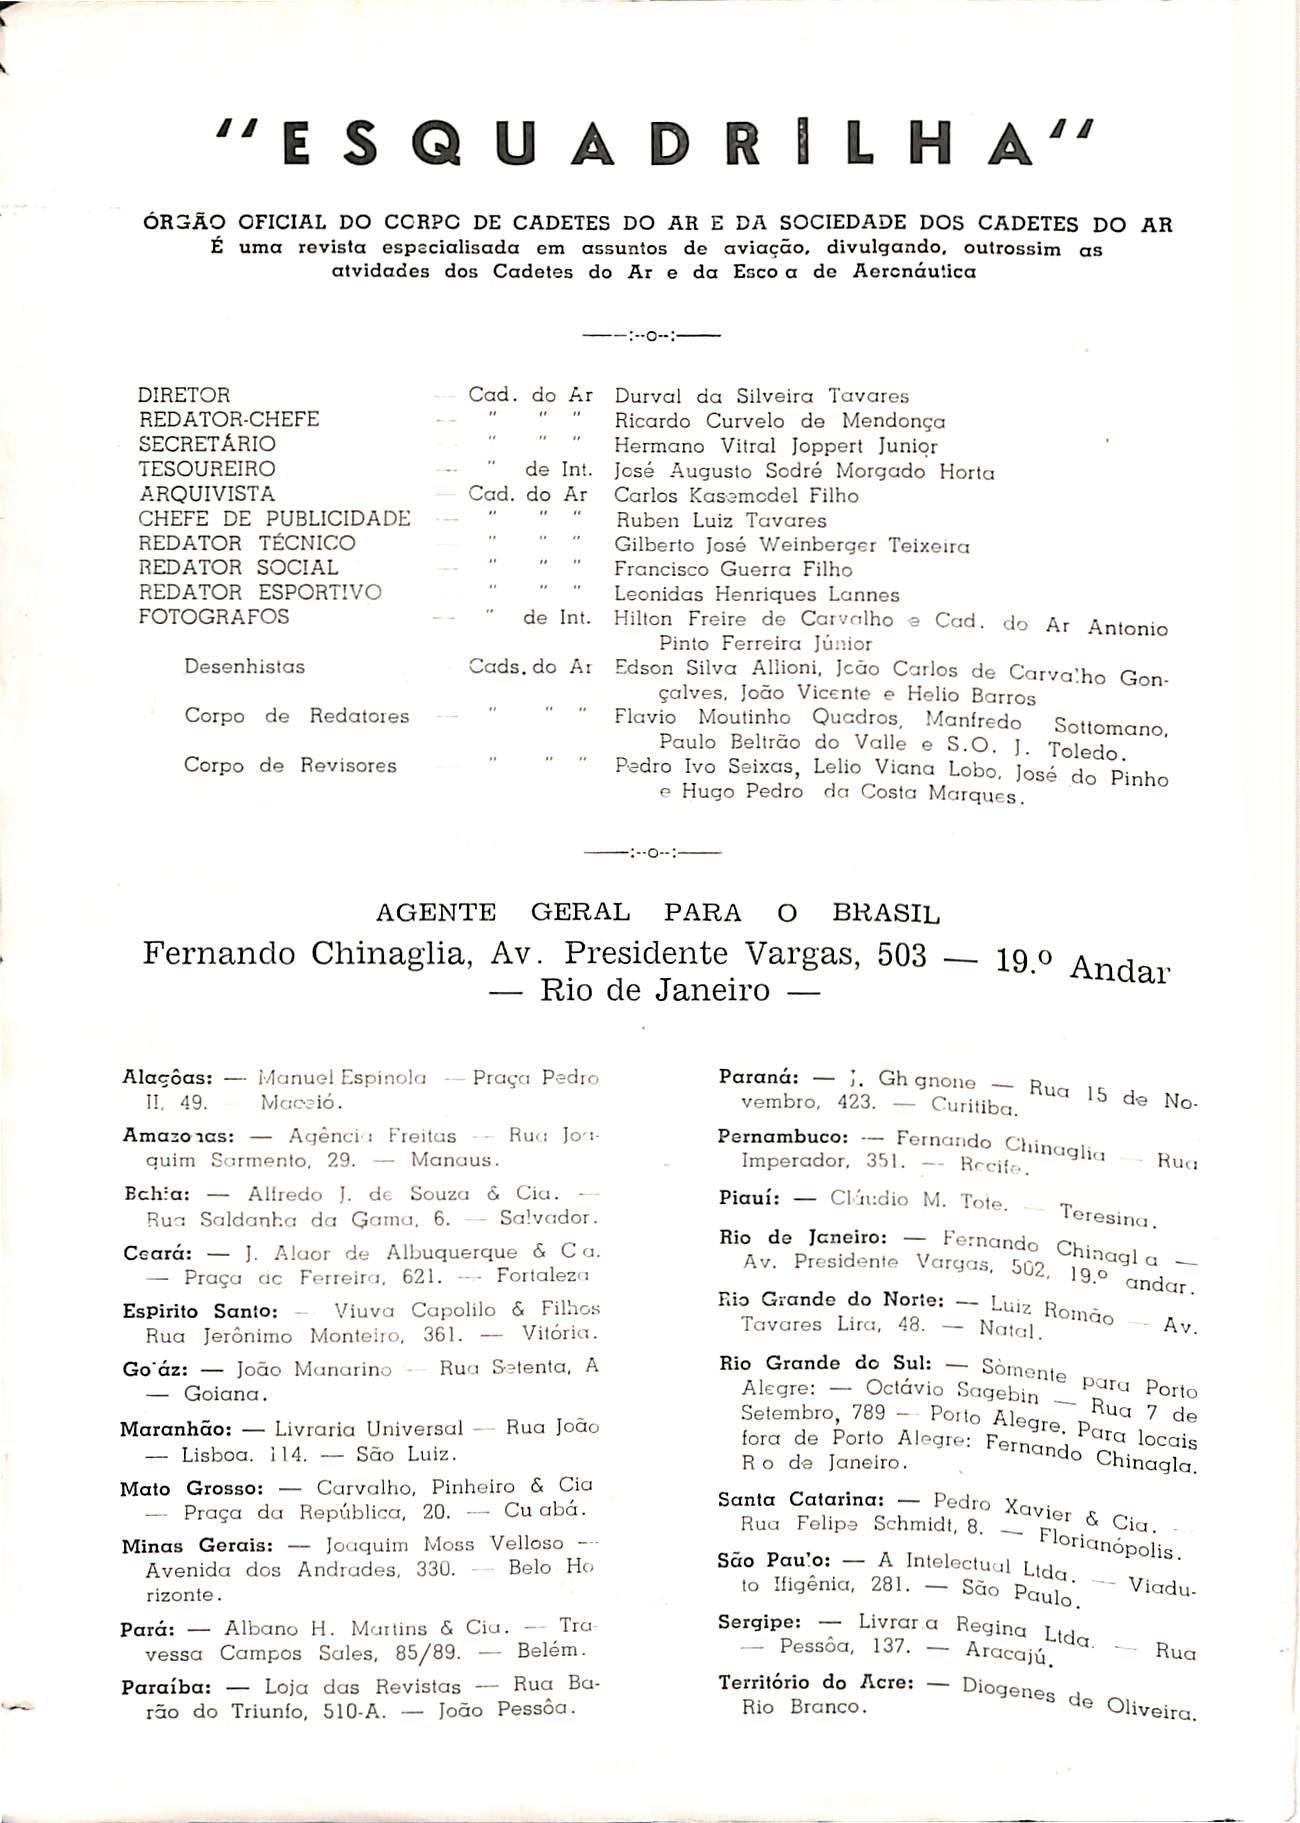 "ESQUADRILHA"
ÓRGÃO OFICIAL DO CORPO DE CADETES DO AR E DA SOCIEDADE DOS CADETES DO AR
É uma revista especialisada em assuntos de aviação, divulgando, outrossim as
atvidades dos Cadetes do Ar e da Esco a de Aeronáutica
——:--o--:——
DIRETOR — Cad. do Ar Durval da Silveira Tavares
REDATOR-CHEFE — " " " Ricardo Curvelo de Mendonça
SECRETÁRIO — " " " Hermano Vitral Joppert Junior
TESOUREIRO — " de Int. José Augusto Sodré Morgado Horta
ARQUIVISTA — Cad. do Ar Carlos Kasemodel Filho
CHEFE DE PUBLICIDADE — " " " Ruben Luiz Tavares
REDATOR TÉCNICO — " " " Gilberto José Weinberger Teixeira
REDATOR SOCIAL — " " " Francisco Guerra Filho
REDATOR ESPORTIVO " " " Leonidas Henriques Lannes
FOTOGRAFOS — " de Int. Hilton Freire de Carvalho e Cad. do Ar Antonio
Pinto Ferreira Júnior
Desenhistas Cads. do Ar Edson Silva Allioni, João Carlos de Carvalho Gon-
çalves, João Vicente e Helio Barros
Corpo de Redatores — " " " Flavio Moutinho Quadros, Manfredo Sottomano,
Paulo Beltrão do Valle e S.O. J. Toledo.
Corpo de Revisores " " " Pedro Ivo Seixas, Lelio Viana Lobo, José do Pinho
e Hugo Pedro da Costa Marques.
——:--o--:——
AGENTE GERAL PARA O BRASIL
Fernando Chinaglia, Av. Presidente Vargas, 503 — 19.º Andar
— Rio de Janeiro —
Alagôas: — Manuel Espinola — Praça Pedro
II, 49. — Maceió.
Amazonas: — Agência Freitas — Rua Joa-
quim Sarmento, 29. — Manaus.
Bahia: — Alfredo J. de Souza & Cia. —
Rua Saldanha da Gama, 6. — Salvador.
Ceará: — J. Alaor de Albuquerque & C a.
— Praça de Ferreira, 621. — Fortaleza
Espirito Santo: — Viuva Capolilo & Filhos
Rua Jerônimo Monteiro, 361. — Vitória.
Go áz: — João Manarino — Rua Setenta, A
— Goiana.
Maranhão: — Livraria Universal — Rua João
— Lisboa, 114. — São Luiz.
Mato Grosso: — Carvalho, Pinheiro & Cia
— Praça da República, 20. — Cu abá.
Minas Gerais: — Joaquim Moss Velloso —
Avenida dos Andrades, 330. — Belo Ho
rizonte.
Pará: — Albano H. Martins & Cia. — Tra-
vessa Campos Sales, 85/89. — Belém.
Paraíba: — Loja das Revistas — Rua Ba-
rão do Triunfo, 510-A. — João Pessôa.
Paraná: — J. Gh gnone — Rua 15 de No-
vembro, 423. — Curitiba.
Pernambuco: — Fernando Chinaglia — Rua
Imperador, 351. — Recife.
Piauí: — Cláudio M. Tote. — Teresina.
Rio de Janeiro: — Fernando Chinagl a —
Av. Presidente Vargas, 502, 19.º andar.
Rio Grande do Norte: — Luiz Romão — Av.
Tavares Lira, 48. — Natal.
Rio Grande do Sul: — Sòmente para Porto
Alegre: — Octávio Sagebin — Rua 7 de
Setembro, 789 — Porto Alegre. Para locais
fora de Porto Alegre: Fernando Chinagla.
R o de Janeiro.
Santa Catarina: — Pedro Xavier & Cia. —
Rua Felipe Schmidt, 8. — Florianópolis.
São Paulo: — A Intelectual Ltda. — Viadu-
to Ifigênia, 281. — São Paulo.
Sergipe: — Livrar a Regina Ltda. — Rua
— Pessôa, 137. — Aracajú.
Território do Acre: — Diogenes de Oliveira.
Rio Branco.